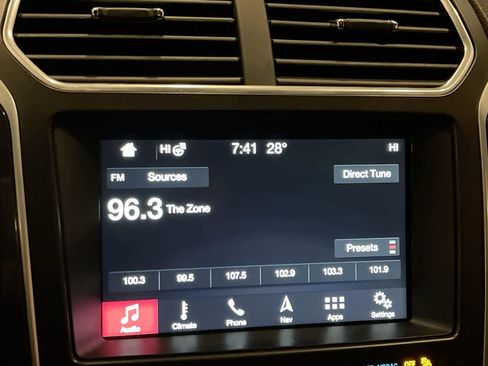 HI 7:41 28° HI
FM Sources Direct Tune
96.3 The Zone
Presets
100.3 99.5 107.5 102.9 103.3 101.9
Audio Climate Phone Nav Apps Settings
OFF